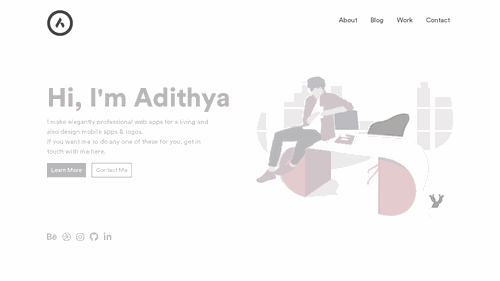 About Blog Work Contact
Hi, I'm Adithya
I make elegantly professional web apps for a living and
also design mobile apps & logos.
If you want me to do any one of these for you, get in
touch with me here.
Learn More Contact Me
Bē in